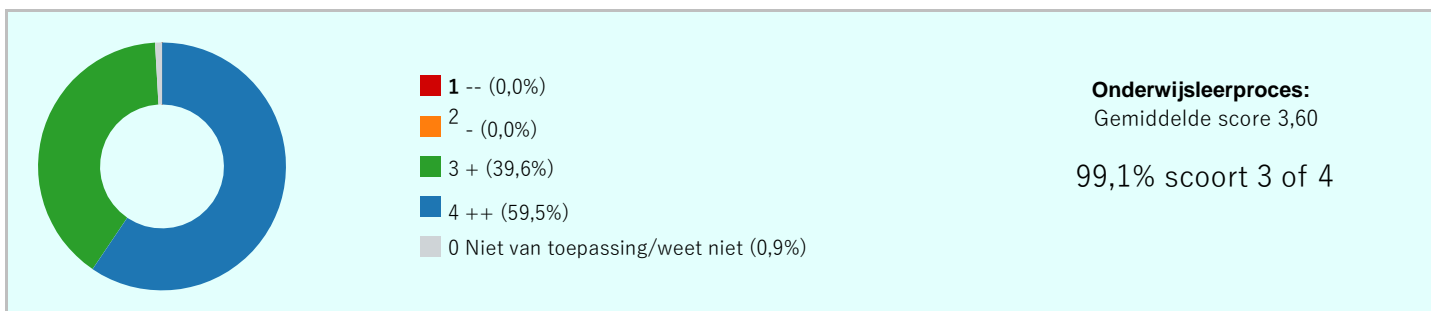 1 -- (0,0%)
2 - (0,0%)
3 + (39,6%)
4 ++ (59,5%)
0 Niet van toepassing/weet niet (0,9%)
Onderwijsleerproces:
Gemiddelde score 3,60
99,1% scoort 3 of 4